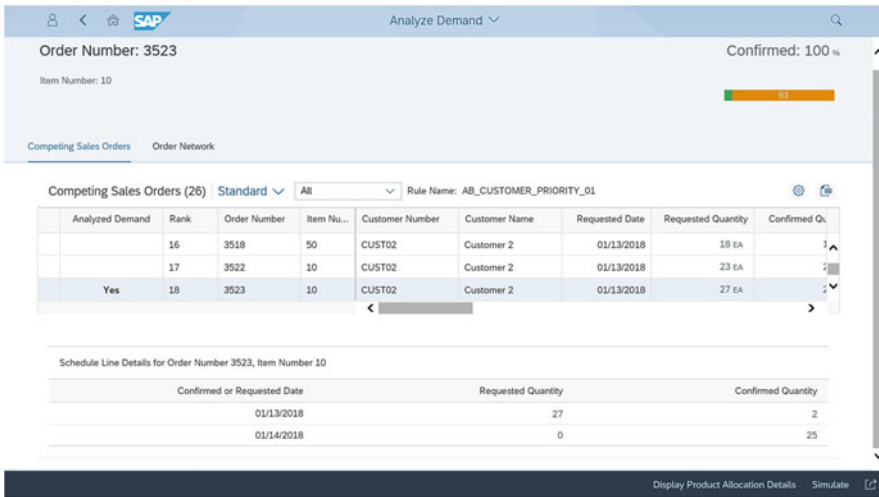 SAP Analyze Demand
Order Number: 3523 Confirmed: 100 %
Item Number: 10
93
Competing Sales Orders Order Network
Competing Sales Orders (26) Standard All Rule Name: AB_CUSTOMER_PRIORITY_01
Analyzed Demand Rank Order Number Item Nu... Customer Number Customer Name Requested Date Requested Quantity Confirmed Qu
16 3518 50 CUST02 Customer 2 01/13/2018 18 EA 1
17 3522 10 CUST02 Customer 2 01/13/2018 23 EA 2
Yes 18 3523 10 CUST02 Customer 2 01/13/2018 27 EA 2
Schedule Line Details for Order Number 3523, Item Number 10
Confirmed or Requested Date Requested Quantity Confirmed Quantity
01/13/2018 27 2
01/14/2018 0 25
Display Product Allocation Details Simulate